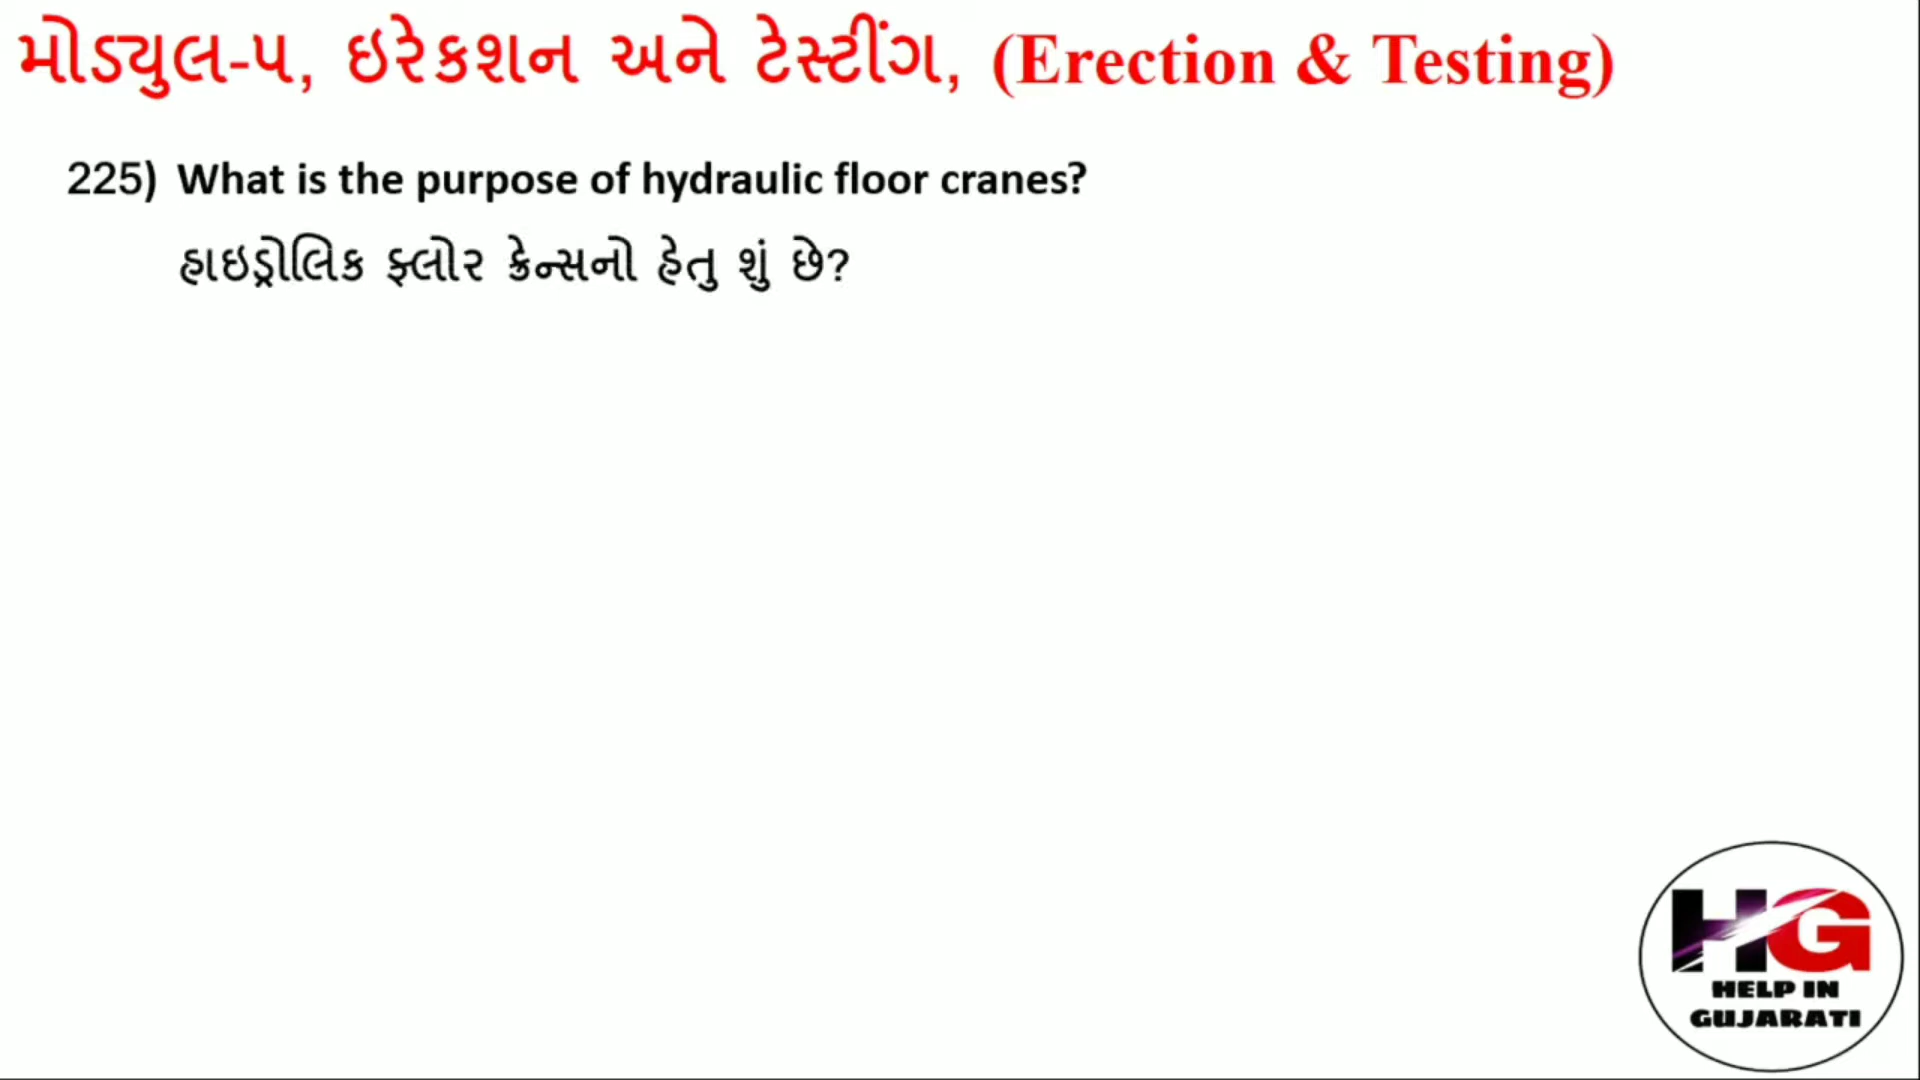 મોડ્યુલ-૫, ઇરેકશન અને ટેસ્ટીંગ, (Erection & Testing)
225) What is the purpose of hydraulic floor cranes?
હાઇડ્રોલિક ફ્લોર ક્રેન્સનો હેતુ શું છે?
HG
HELP IN
GUJARATI